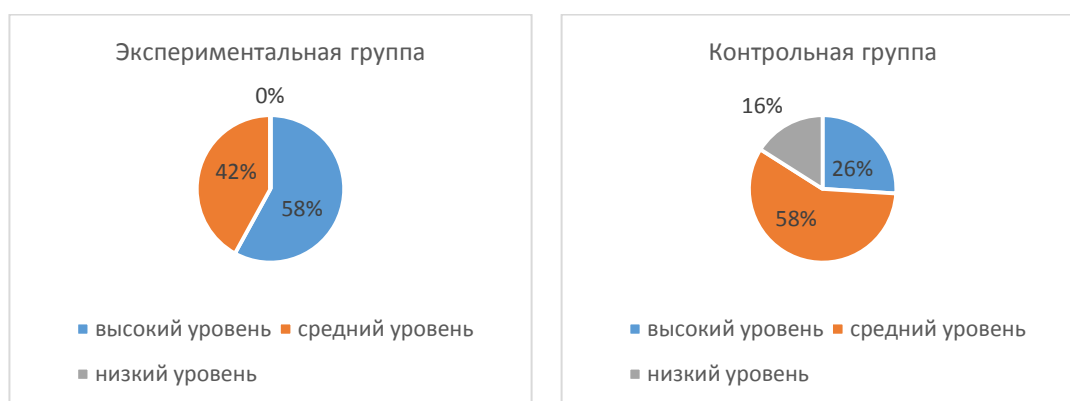 Экспериментальная группа
0%
42%
58%
высокий уровень средний уровень
низкий уровень
Контрольная группа
16%
26%
58%
высокий уровень средний уровень
низкий уровень